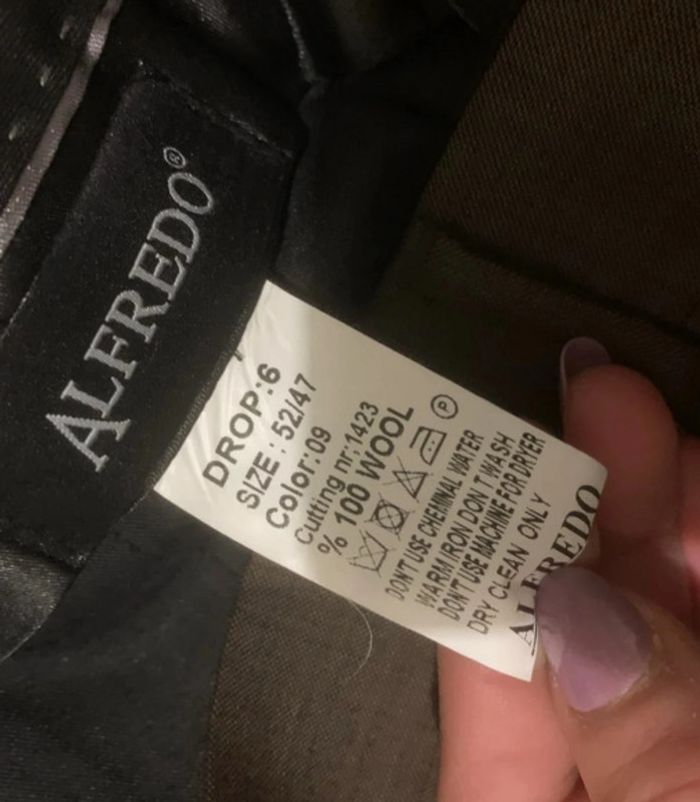 ALFREDO®
DROP:6
SIZE : 52/47
Color:09
Cutting nr:1423
% 100 WOOL
P
DON'T USE CHEMINAL WATER
WARM IRON DON T WASH
DON'T USE MACHINE FOR DRYER
DRY CLEAN ONLY
ALFREDO